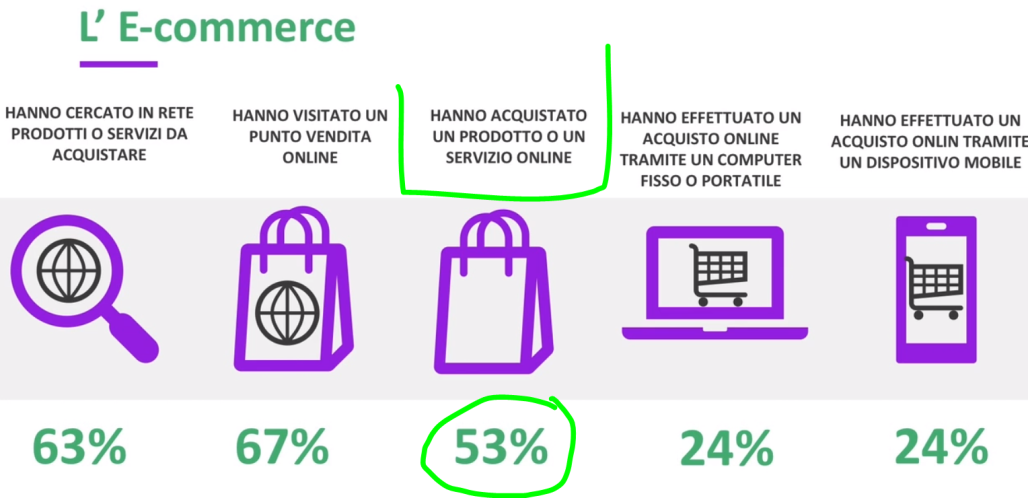 L' E-commerce
HANNO CERCATO IN RETE
PRODOTTI O SERVIZI DA
ACQUISTARE
HANNO VISITATO UN
PUNTO VENDITA
ONLINE
HANNO ACQUISTATO
UN PRODOTTO O UN
SERVIZIO ONLINE
HANNO EFFETTUATO UN
ACQUISTO ONLINE
TRAMITE UN COMPUTER
FISSO O PORTATILE
HANNO EFFETTUATO UN
ACQUISTO ONLIN TRAMITE
UN DISPOSITIVO MOBILE
63%
67%
53%
24%
24%